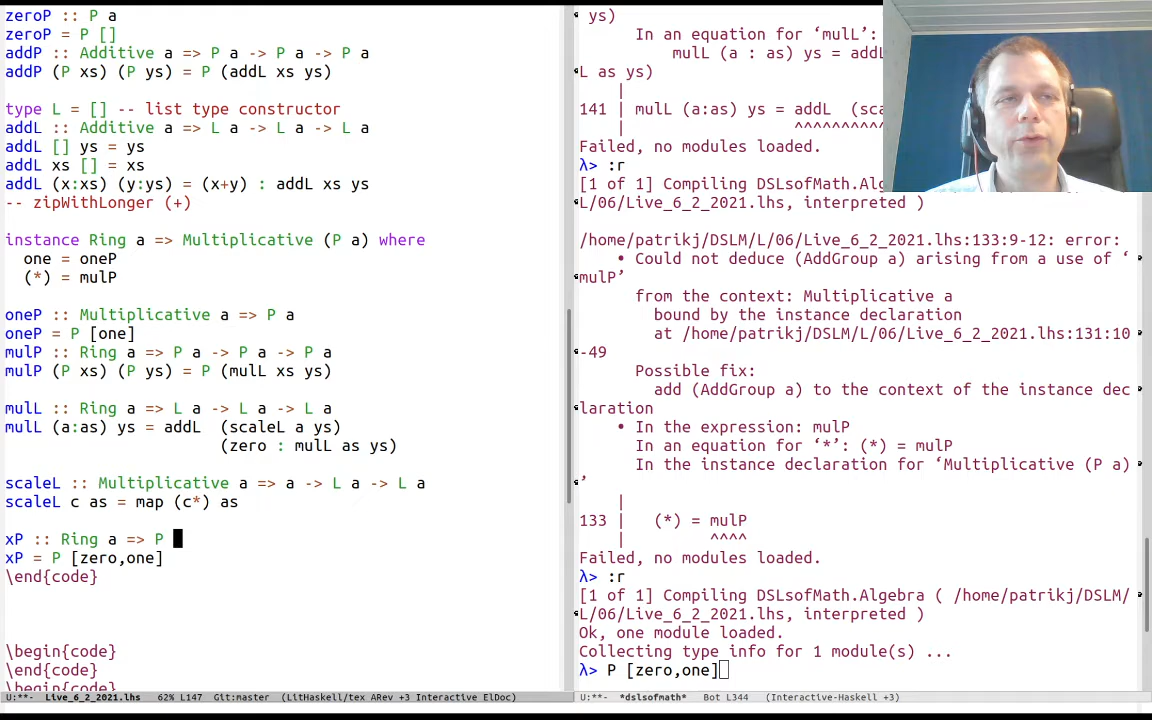 zeroP :: P a
zeroP = P []
addP :: Additive a => P a -> P a -> P a
addP (P xs) (P ys) = P (addL xs ys)
type L = [] -- list type constructor
addL :: Additive a => L a -> L a -> L a
addL [] ys = ys
addL xs [] = xs
addL (x:xs) (y:ys) = (x+y) : addL xs ys
-- zipWithLonger (+)
instance Ring a => Multiplicative (P a) where
  one = oneP
  (*) = mulP
oneP :: Multiplicative a => P a
oneP = P [one]
mulP :: Ring a => P a -> P a -> P a
mulP (P xs) (P ys) = P (mulL xs ys)
mulL :: Ring a => L a -> L a -> L a
mulL (a:as) ys = addL  (scaleL a ys)
                       (zero : mulL as ys)
scaleL :: Multiplicative a => a -> L a -> L a
scaleL c as = map (c*) as
xP :: Ring a => P
xP = P [zero,one]
\end{code}
\begin{code}
\end{code}
\begin{code}
U:**-  Live_6_2_2021.lhs   62% L147  Git:master  (LitHaskell/tex ARev +3 Interactive ElDoc)
ys)
In an equation for ‘mulL’:
mulL (a : as) ys = addL
L as ys)
|
141 | mulL (a:as) ys = addL  (sca
|                  ^^^^^^^^^
Failed, no modules loaded.
λ> :r
[1 of 1] Compiling DSLsofMath.Alge
L/06/Live_6_2_2021.lhs, interpreted )
/home/patrikj/DSLM/L/06/Live_6_2_2021.lhs:133:9-12: error:
• Could not deduce (AddGroup a) arising from a use of ‘
mulP’
from the context: Multiplicative a
bound by the instance declaration
at /home/patrikj/DSLM/L/06/Live_6_2_2021.lhs:131:10
-49
Possible fix:
add (AddGroup a) to the context of the instance dec
laration
• In the expression: mulP
In an equation for ‘*’: (*) = mulP
In the instance declaration for ‘Multiplicative (P a)
’
|
133 |   (*) = mulP
|         ^^^^
Failed, no modules loaded.
λ> :r
[1 of 1] Compiling DSLsofMath.Algebra ( /home/patrikj/DSLM/
L/06/Live_6_2_2021.lhs, interpreted )
Ok, one module loaded.
Collecting type info for 1 module(s) ...
λ> P [zero,one]
U:**-  *dslsofmath*   Bot L344   (Interactive-Haskell +3)